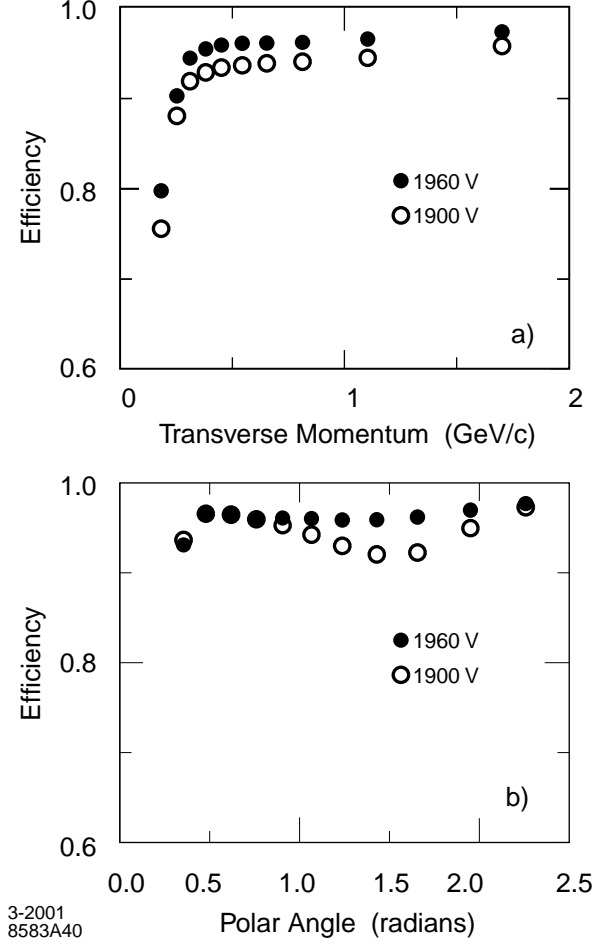 1.0
0.8
0.6
Efficiency
1960 V
1900 V
a)
0 1 2
Transverse Momentum (GeV/c)
1.0
0.8
0.6
Efficiency
1960 V
1900 V
b)
0.0 0.5 1.0 1.5 2.0 2.5
Polar Angle (radians)
3-2001
8583A40